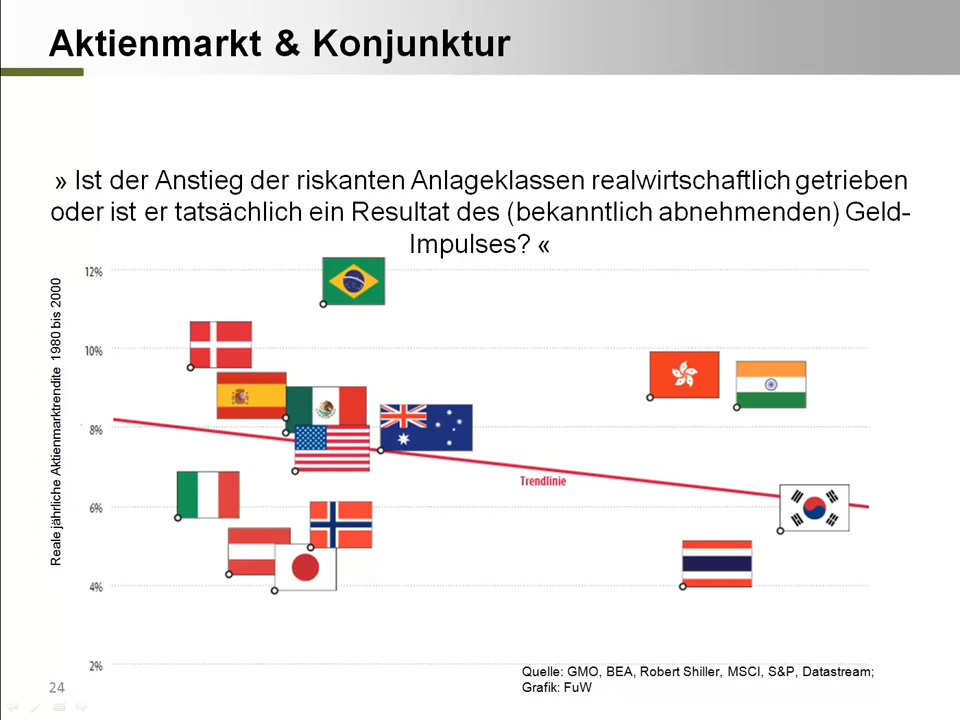 Aktienmarkt & Konjunktur
» Ist der Anstieg der riskanten Anlageklassen realwirtschaftlich getrieben
oder ist er tatsächlich ein Resultat des (bekanntlich abnehmenden) Geld-
Impulses? «
Reale jährliche Aktienmarktrendite 1980 bis 2000
12%
10%
8%
6%
4%
2%
Trendlinie
Quelle: GMO, BEA, Robert Shiller, MSCI, S&P, Datastream;
Grafik: FuW
24